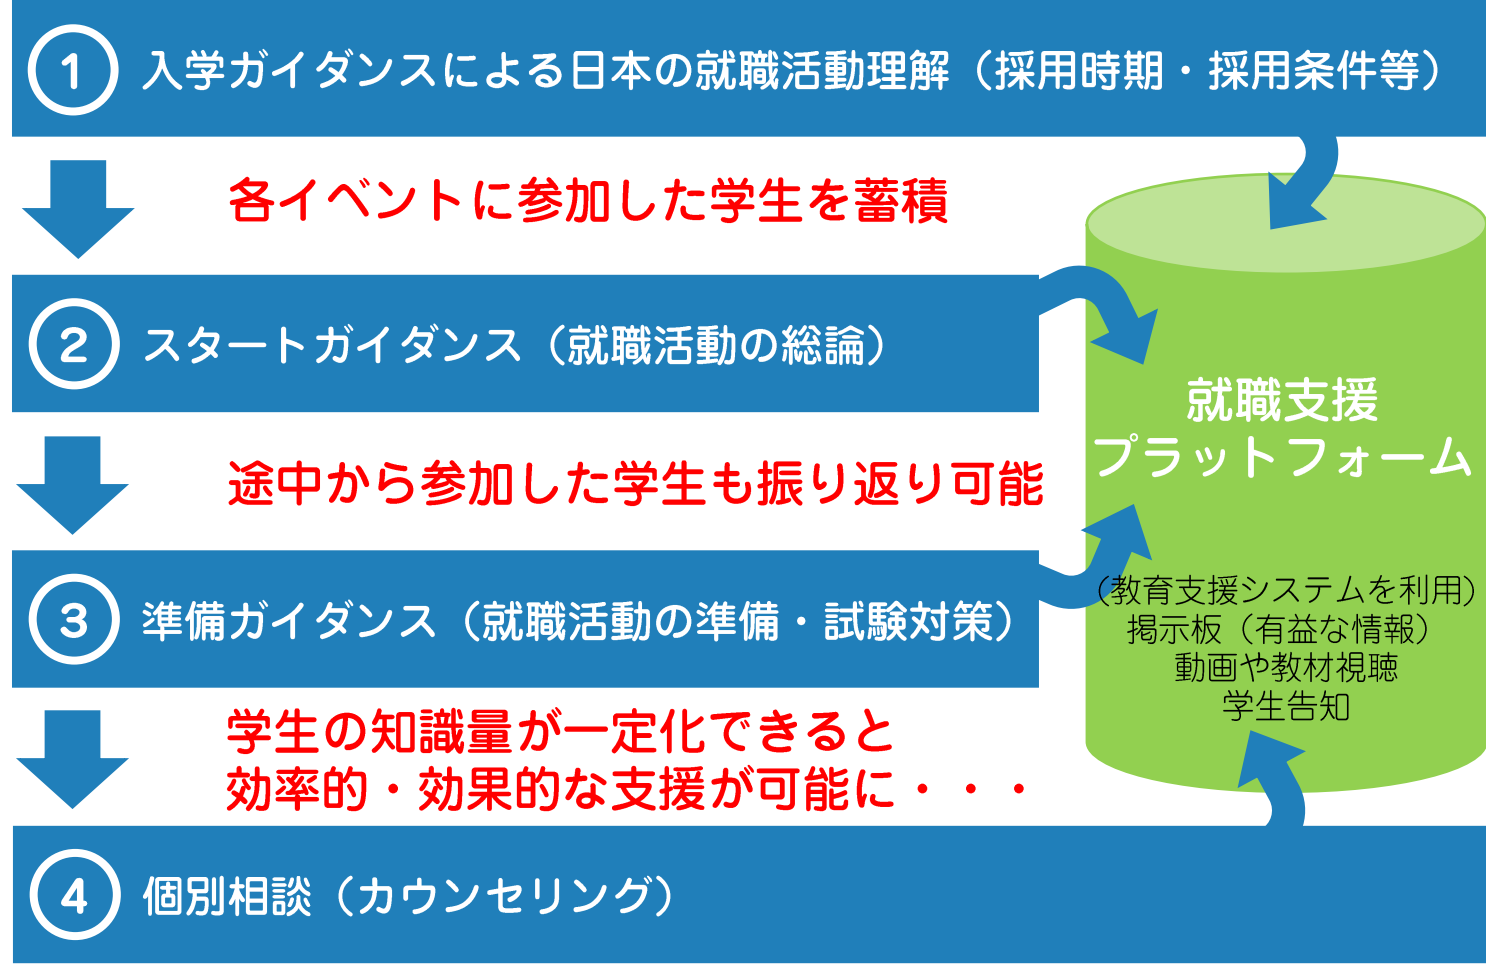 ① 入学ガイダンスによる日本の就職活動理解（採用時期・採用条件等）
各イベントに参加した学生を蓄積
② スタートガイダンス（就職活動の総論）
就職支援
プラットフォーム
途中から参加した学生も振り返り可能
③ 準備ガイダンス（就職活動の準備・試験対策）
（教育支援システムを利用）
掲示板（有益な情報）
動画や教材視聴
学生告知
学生の知識量が一定化できると
効率的・効果的な支援が可能に・・・
④ 個別相談（カウンセリング）